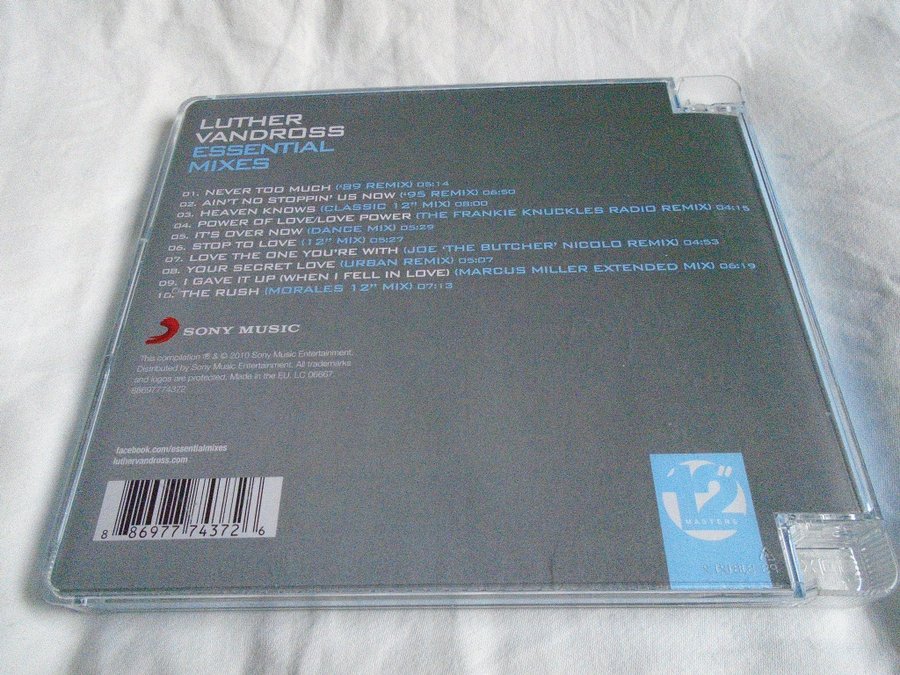 LUTHER
VANDROSS
ESSENTIAL
MIXES
01. NEVER TOO MUCH ('89 REMIX) 05:14
02. AIN'T NO STOPPIN' US NOW ('95 REMIX) 06:50
03. HEAVEN KNOWS (CLASSIC 12" MIX) 08:00
04. POWER OF LOVE/LOVE POWER (THE FRANKIE KNUCKLES RADIO REMIX) 04:15
05. IT'S OVER NOW (DANCE MIX) 05:29
06. STOP TO LOVE (12" MIX) 05:27
07. LOVE THE ONE YOU'RE WITH (JOE 'THE BUTCHER' NICOLO REMIX) 04:53
08. YOUR SECRET LOVE (URBAN REMIX) 05:07
09. I GAVE IT UP (WHEN I FELL IN LOVE) (MARCUS MILLER EXTENDED MIX) 06:19
10. THE RUSH (MORALES 12" MIX) 07:13
SONY MUSIC
This compilation ℗ & © 2010 Sony Music Entertainment.
Distributed by Sony Music Entertainment. All trademarks
and logos are protected. Made in the EU. LC 06667.
88697774372
facebook.com/essentialmixes
luthervandross.com
8 86977 74372 6
12"
MASTERS